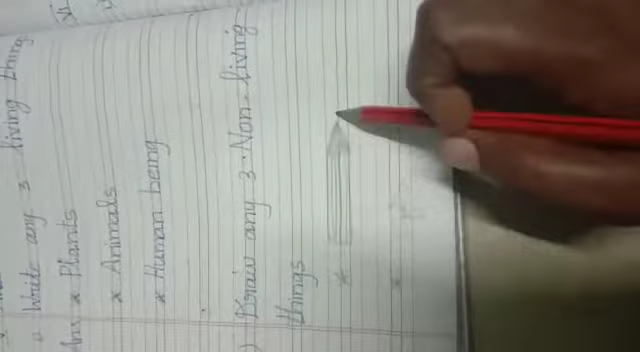 Write any 3 living things
Ans * Plants
* Animals
* Human being
) Draw any 3 Non-living
things
*